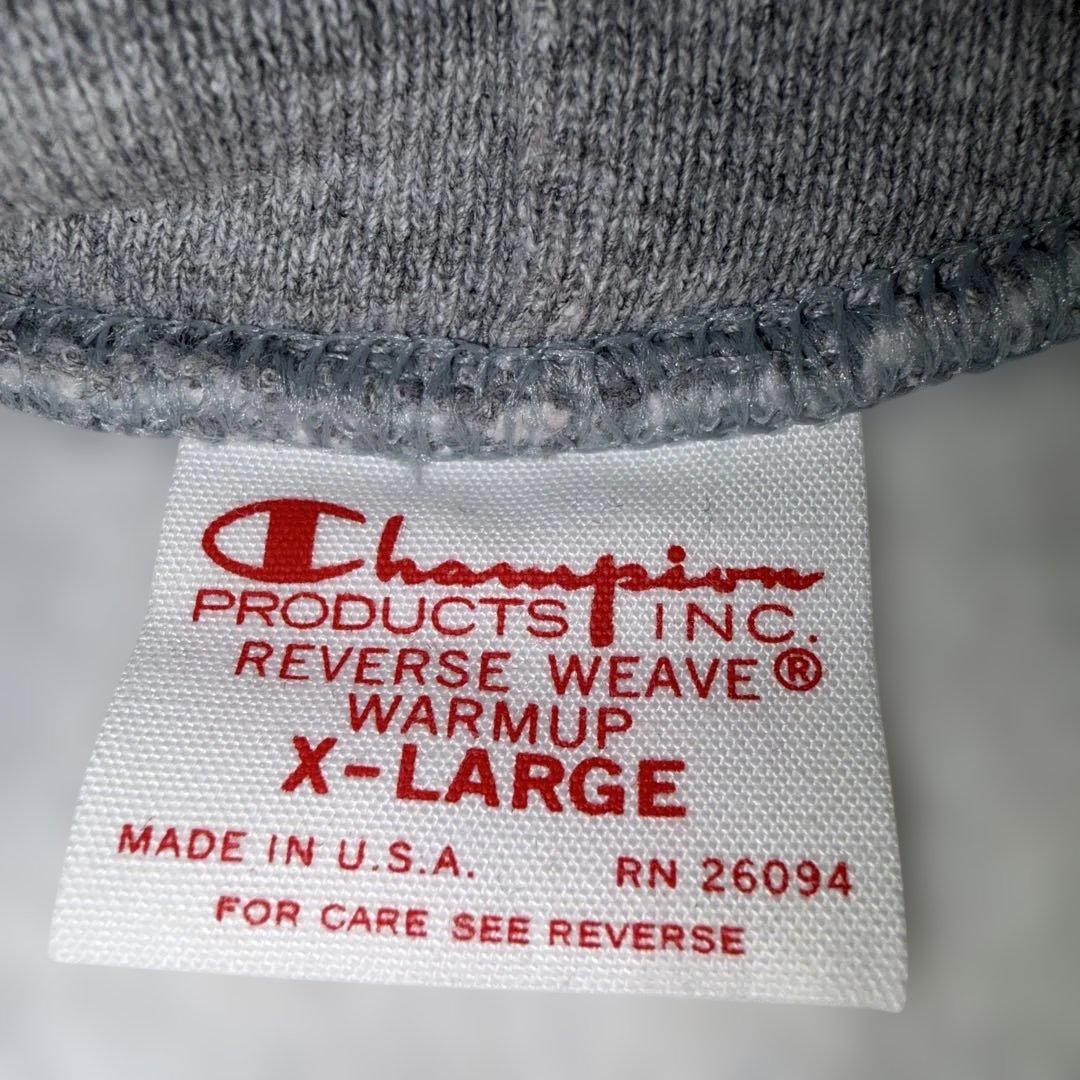 Champion
PRODUCTS INC.
REVERSE WEAVE®
WARMUP
X-LARGE
MADE IN U.S.A. RN 26094
FOR CARE SEE REVERSE